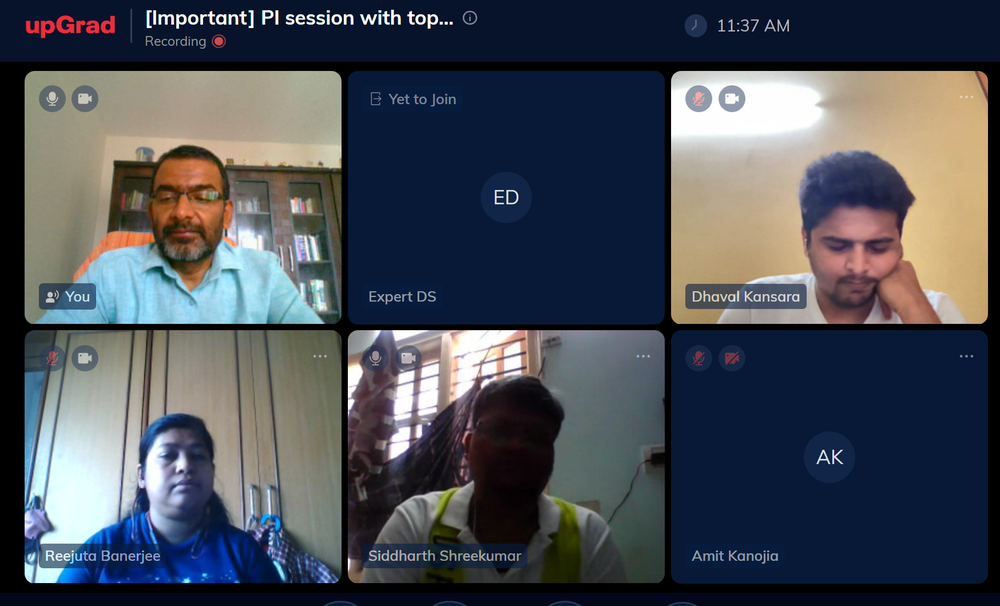 upGrad
[Important] PI session with top...
Recording
11:37 AM
You
Yet to Join
ED
Expert DS
Dhaval Kansara
Reejuta Banerjee
Siddharth Shreekumar
AK
Amit Kanojia